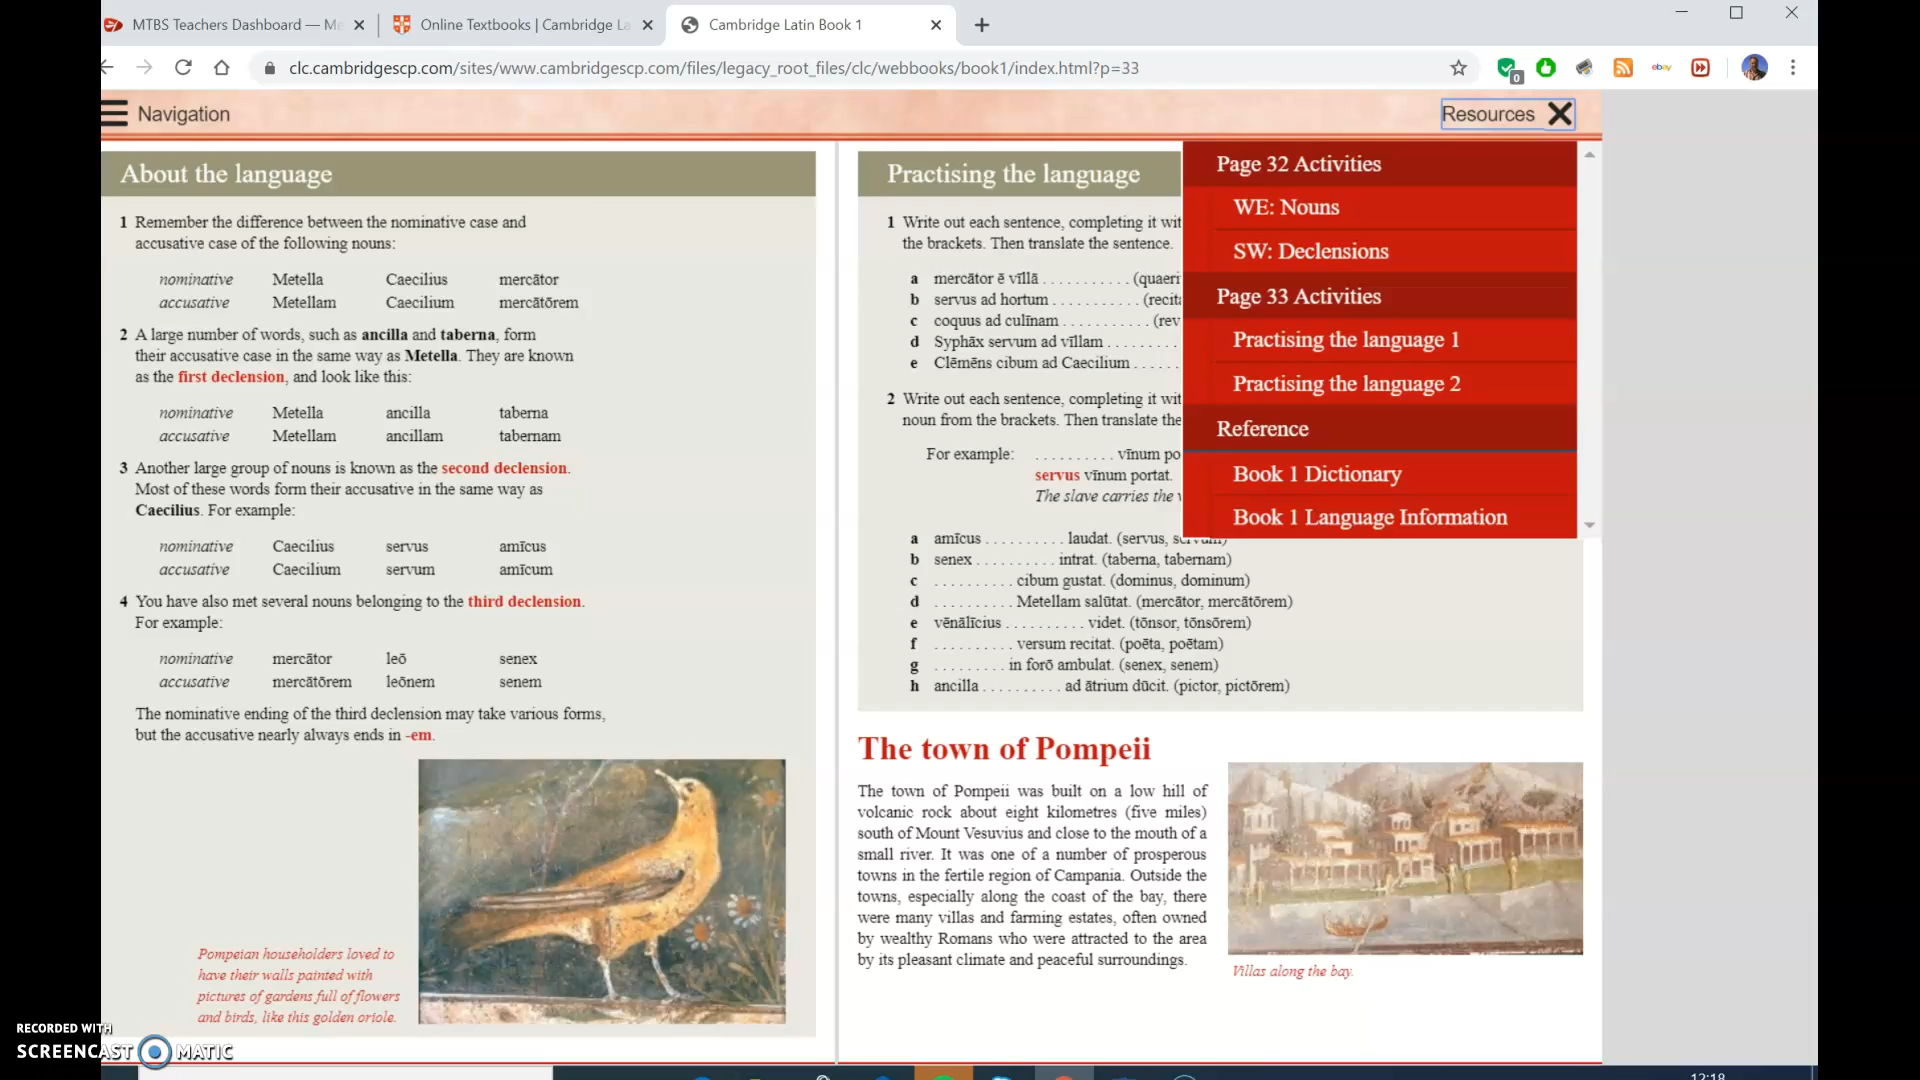 MTBS Teachers Dashboard — Me
Online Textbooks | Cambridge La
Cambridge Latin Book 1
clc.cambridgescp.com/sites/www.cambridgescp.com/files/legacy_root_files/clc/webbooks/book1/index.html?p=33
0
ebay
Navigation
Resources
About the language
1 Remember the difference between the nominative case and
accusative case of the following nouns:
nominative Metella Caecilius mercātor
accusative Metellam Caecilium mercātōrem
2 A large number of words, such as ancilla and taberna, form
their accusative case in the same way as Metella. They are known
as the first declension, and look like this:
nominative Metella ancilla taberna
accusative Metellam ancillam tabernam
3 Another large group of nouns is known as the second declension.
Most of these words form their accusative in the same way as
Caecilius. For example:
nominative Caecilius servus amīcus
accusative Caecilium servum amīcum
4 You have also met several nouns belonging to the third declension.
For example:
nominative mercātor leō senex
accusative mercātōrem leōnem senem
The nominative ending of the third declension may take various forms,
but the accusative nearly always ends in -em.
Pompeian householders loved to
have their walls painted with
pictures of gardens full of flowers
and birds, like this golden oriole.
Practising the language
1 Write out each sentence, completing it wit
the brackets. Then translate the sentence.
a mercātor ē vīllā . . . . . . . . . . (quaeri
b servus ad hortum . . . . . . . . . . (recita
c coquus ad culīnam . . . . . . . . . . (rev
d Syphāx servum ad vīllam . . . . . . . .
e Clēmēns cibum ad Caecilium . . . . .
2 Write out each sentence, completing it wit
noun from the brackets. Then translate the
For example: . . . . . . . . . . vīnum po
servus vīnum portat.
The slave carries the
a amīcus . . . . . . . . . . laudat. (servus, servum)
b senex . . . . . . . . . . intrat. (taberna, tabernam)
c . . . . . . . . . . cibum gustat. (dominus, dominum)
d . . . . . . . . . . Metellam salūtat. (mercātor, mercātōrem)
e vēnālīcius . . . . . . . . . . videt. (tōnsor, tōnsōrem)
f . . . . . . . . . . versum recitat. (poēta, poētam)
g . . . . . . . . . in forō ambulat. (senex, senem)
h ancilla . . . . . . . . . . ad ātrium dūcit. (pictor, pictōrem)
Page 32 Activities
WE: Nouns
SW: Declensions
Page 33 Activities
Practising the language 1
Practising the language 2
Reference
Book 1 Dictionary
Book 1 Language Information
The town of Pompeii
The town of Pompeii was built on a low hill of
volcanic rock about eight kilometres (five miles)
south of Mount Vesuvius and close to the mouth of a
small river. It was one of a number of prosperous
towns in the fertile region of Campania. Outside the
towns, especially along the coast of the bay, there
were many villas and farming estates, often owned
by wealthy Romans who were attracted to the area
by its pleasant climate and peaceful surroundings.
Villas along the bay.
RECORDED WITH
SCREENCAST MATIC
12:18